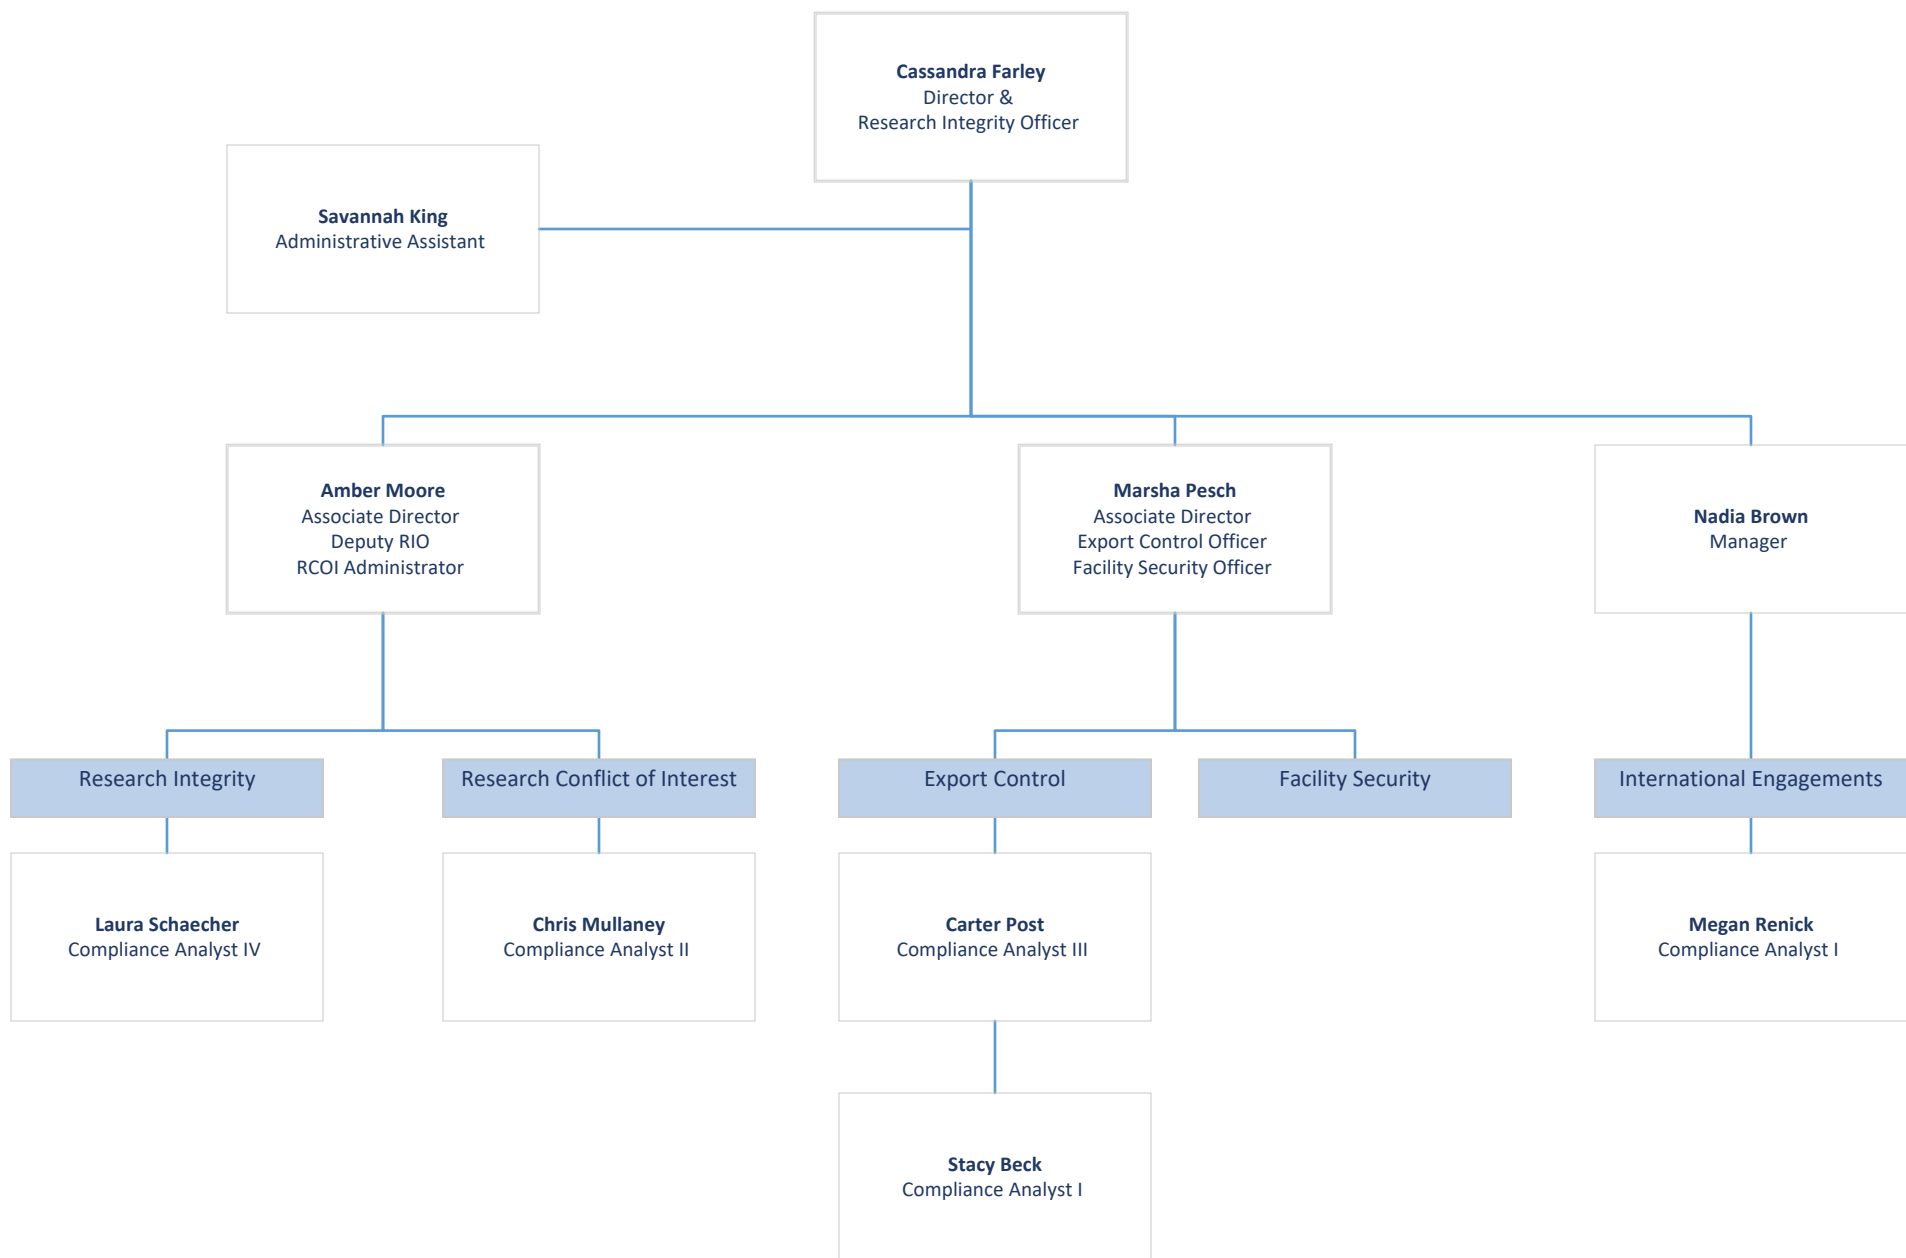 Cassandra Farley
Director &
Research Integrity Officer
Savannah King
Administrative Assistant
Amber Moore
Associate Director
Deputy RIO
RCOI Administrator
Marsha Pesch
Associate Director
Export Control Officer
Facility Security Officer
Nadia Brown
Manager
Research Integrity
Research Conflict of Interest
Export Control
Facility Security
International Engagements
Laura Schaecher
Compliance Analyst IV
Chris Mullaney
Compliance Analyst II
Carter Post
Compliance Analyst III
Megan Renick
Compliance Analyst I
Stacy Beck
Compliance Analyst I